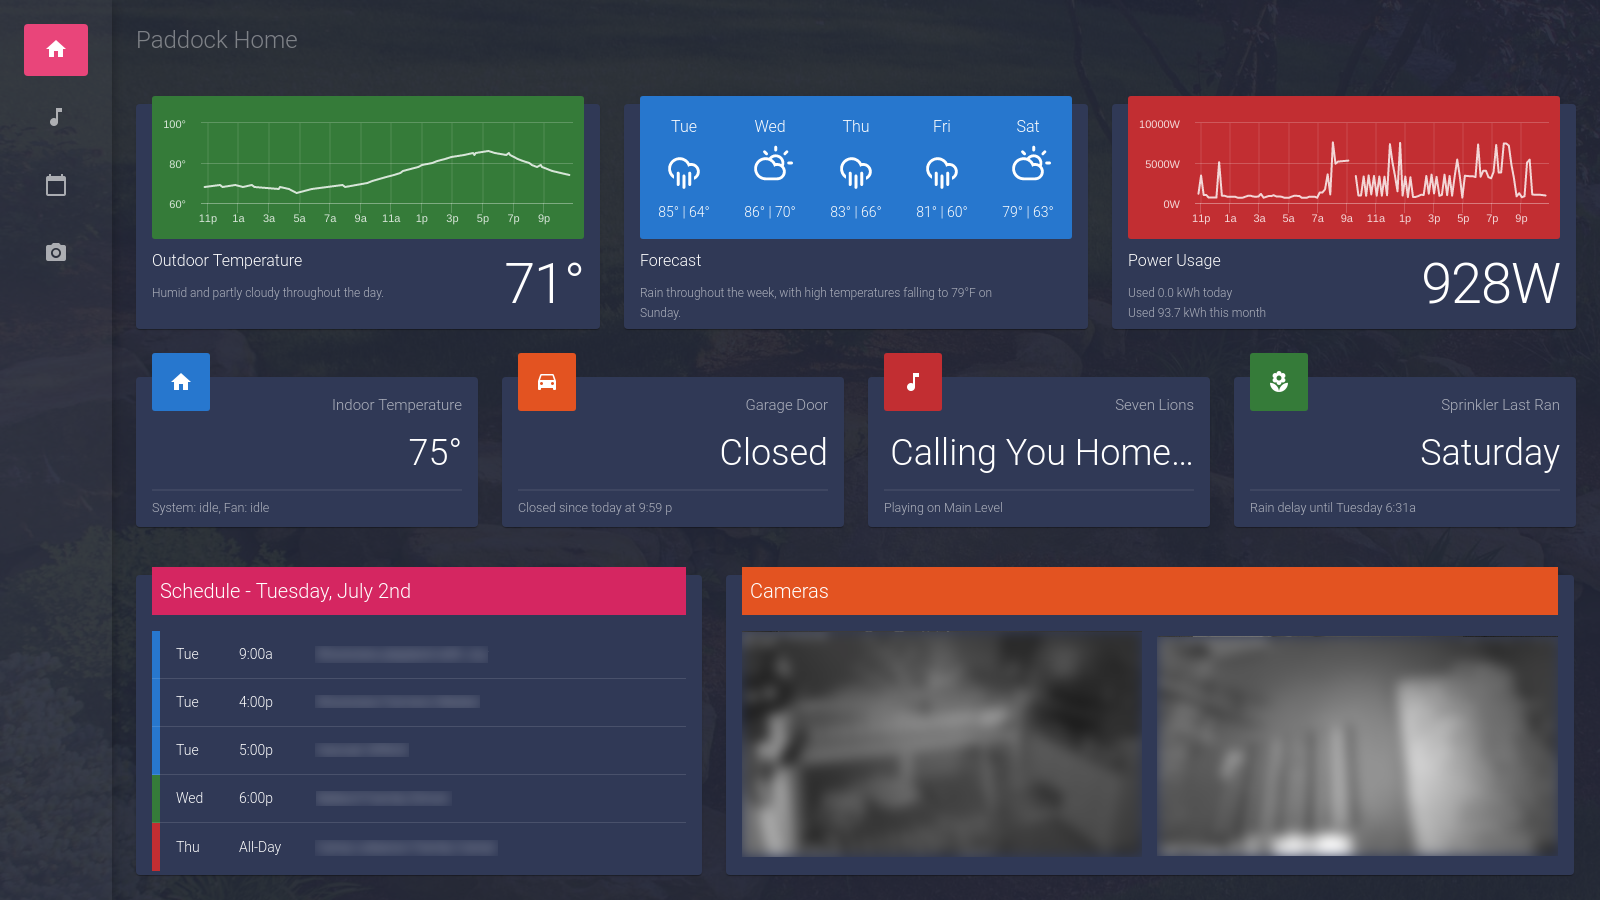 Paddock Home
100°
80°
60°
11p 1a 3a 5a 7a 9a 11a 1p 3p 5p 7p 9p
Outdoor Temperature
Humid and partly cloudy throughout the day.
71°
Tue Wed Thu Fri Sat
85° | 64° 86° | 70° 83° | 66° 81° | 60° 79° | 63°
Forecast
Rain throughout the week, with high temperatures falling to 79°F on
Sunday.
10000W
5000W
0W
11p 1a 3a 5a 7a 9a 11a 1p 3p 5p 7p 9p
Power Usage
Used 0.0 kWh today
Used 93.7 kWh this month
928W
Indoor Temperature
75°
System: idle, Fan: idle
Garage Door
Closed
Closed since today at 9:59 p
Seven Lions
Calling You Home...
Playing on Main Level
Sprinkler Last Ran
Saturday
Rain delay until Tuesday 6:31a
Schedule - Tuesday, July 2nd
Tue 9:00a
Tue 4:00p
Tue 5:00p
Wed 6:00p
Thu All-Day
Cameras